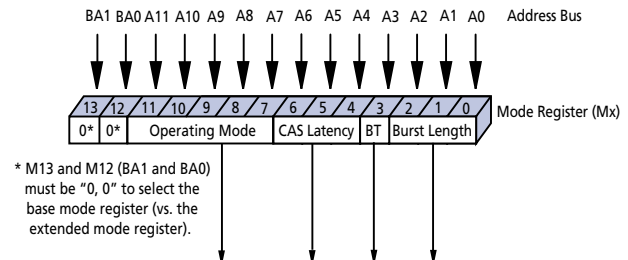 BA1 BA0 A11 A10 A9 A8 A7 A6 A5 A4 A3 A2 A1 A0 Address Bus
13 12 11 10 9 8 7 6 5 4 3 2 1 0 Mode Register (Mx)
0* 0* Operating Mode CAS Latency BT Burst Length
* M13 and M12 (BA1 and BA0)
must be “0, 0” to select the
base mode register (vs. the
extended mode register).